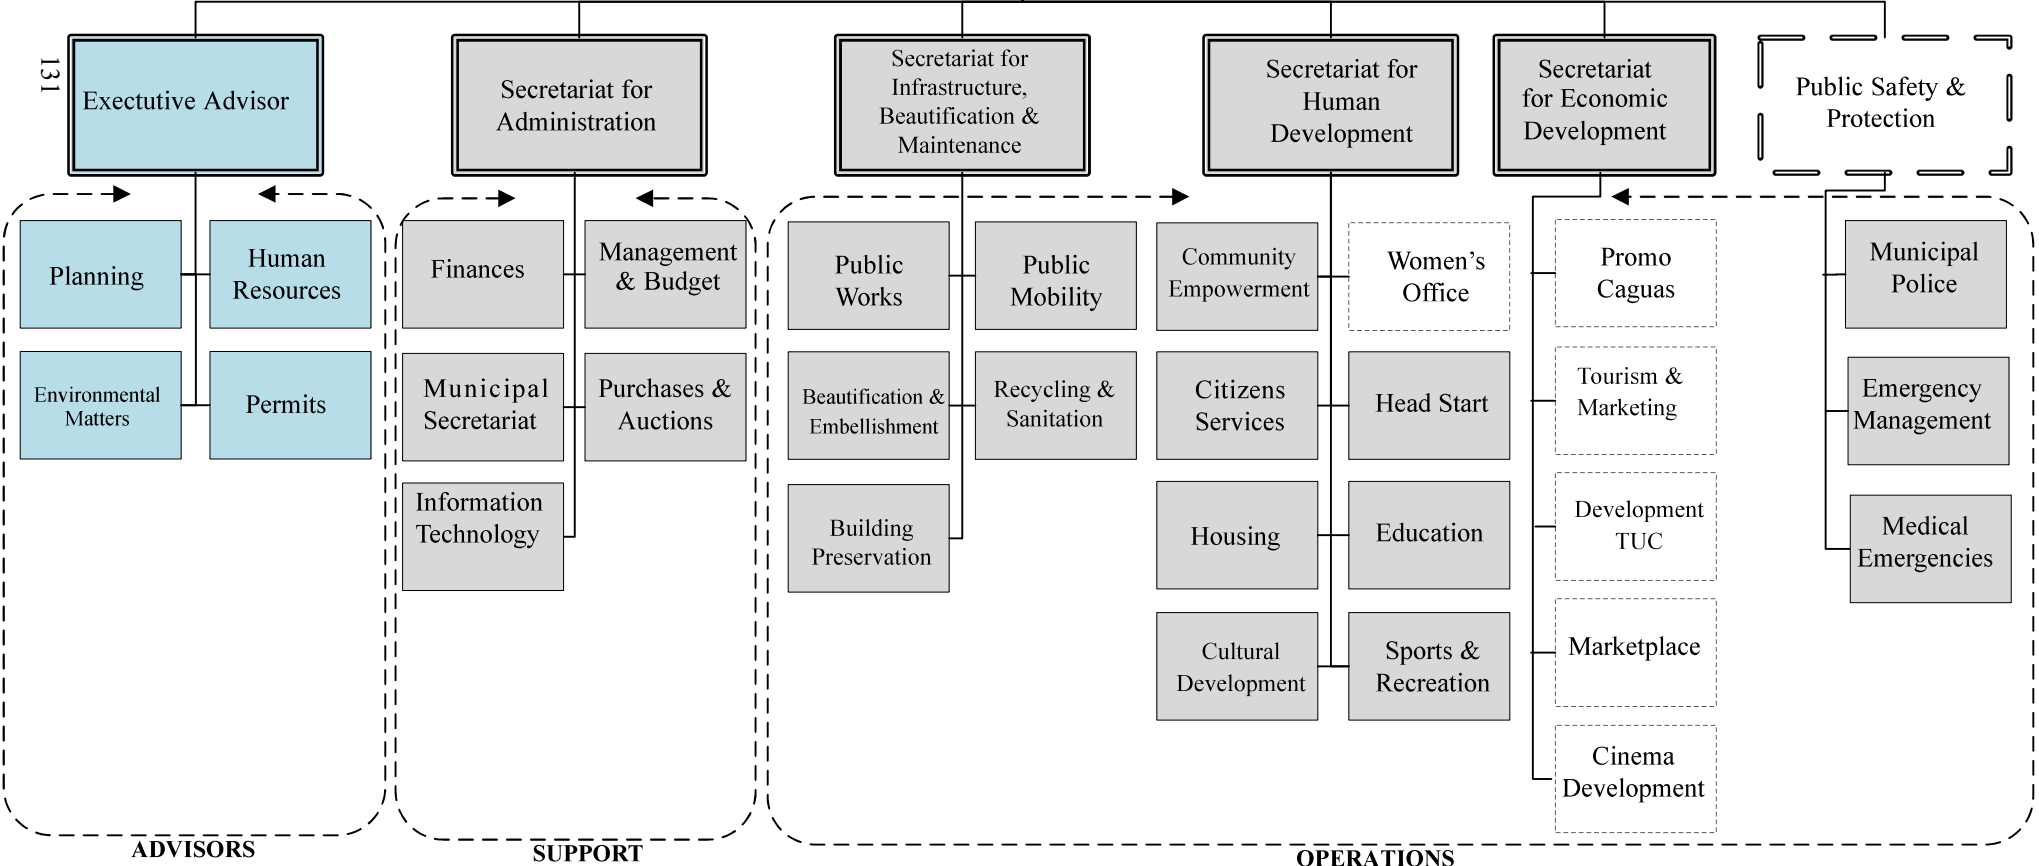 131
Exectutive Advisor
Secretariat for
Administration
Secretariat for
Infrastructure,
Beautification &
Maintenance
Secretariat for
Human
Development
Secretariat
for Economic
Development
Public Safety &
Protection
Planning
Human
Resources
Environmental
Matters
Permits
Finances
Management
& Budget
Municipal
Secretariat
Purchases &
Auctions
Information
Technology
Public
Works
Public
Mobility
Beautification &
Embellishment
Recycling &
Sanitation
Building
Preservation
Community
Empowerment
Women’s
Office
Citizens
Services
Head Start
Housing
Education
Cultural
Development
Sports &
Recreation
Promo
Caguas
Tourism &
Marketing
Development
TUC
Marketplace
Cinema
Development
Municipal
Police
Emergency
Management
Medical
Emergencies
ADVISORS
SUPPORT
OPERATIONS